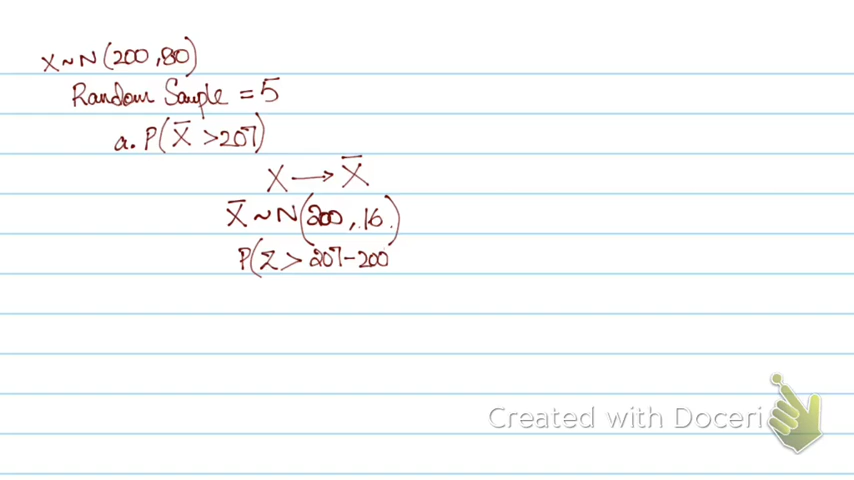 X~N(200,80)
Random Sample = 5
a. P(X̄ >207)
X → X̄
X̄ ~N(200, 16)
P(Z > 207-200
Created with Doceri